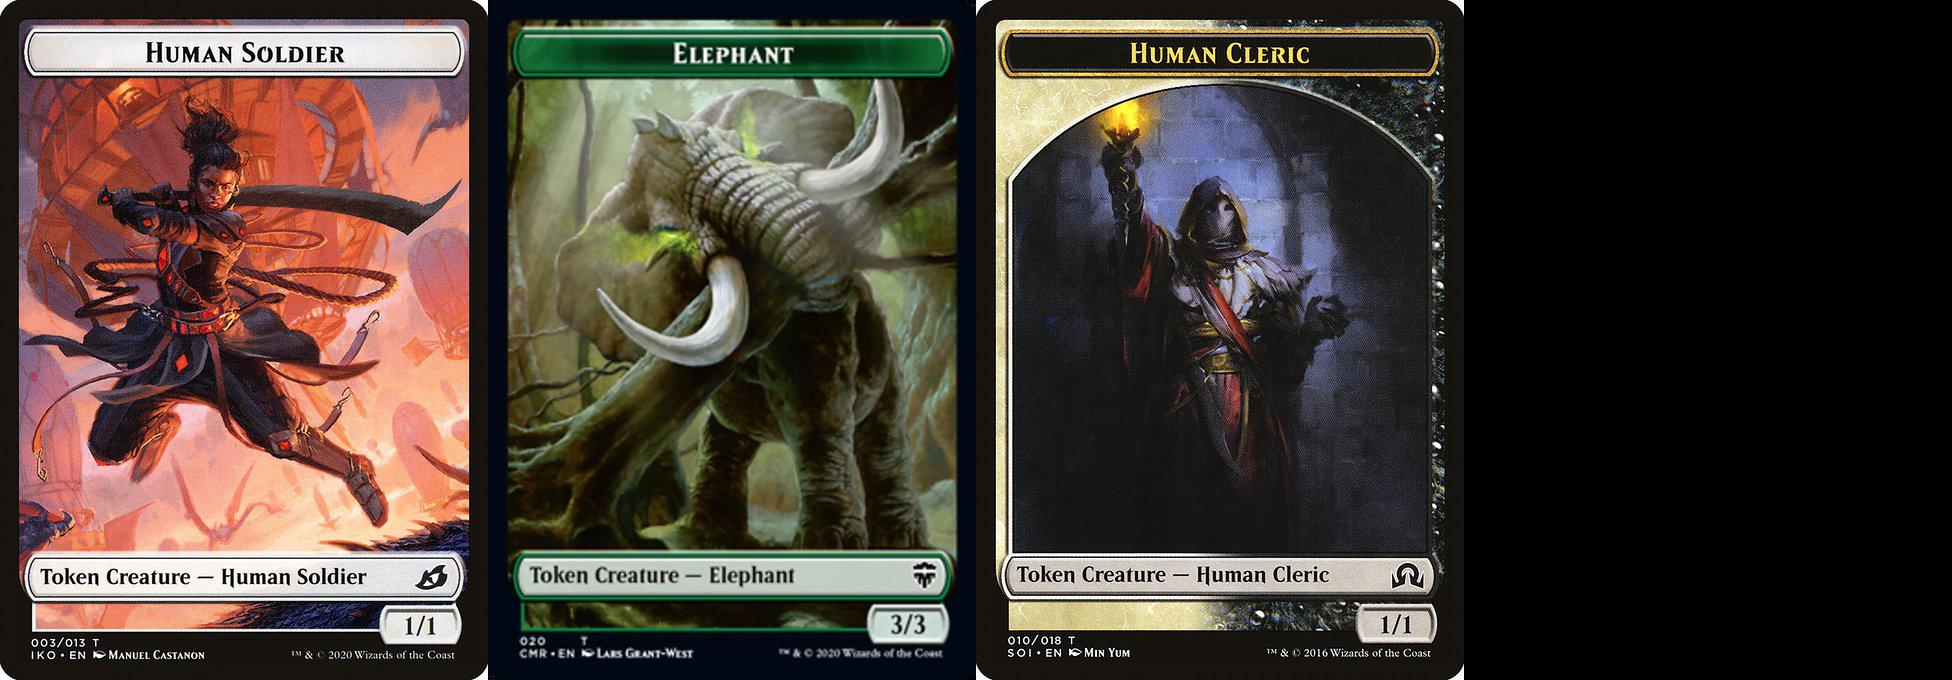 Human Soldier
Token Creature — Human Soldier
1/1
003/013 T
IKO • EN Manuel Castanon
™ & © 2020 Wizards of the Coast
Elephant
Token Creature — Elephant
3/3
020 T
CMR • EN Lars Grant-West
™ & © 2020 Wizards of the Coast
Human Cleric
Token Creature — Human Cleric
1/1
010/018 T
SOI • EN Min Yum
™ & © 2016 Wizards of the Coast